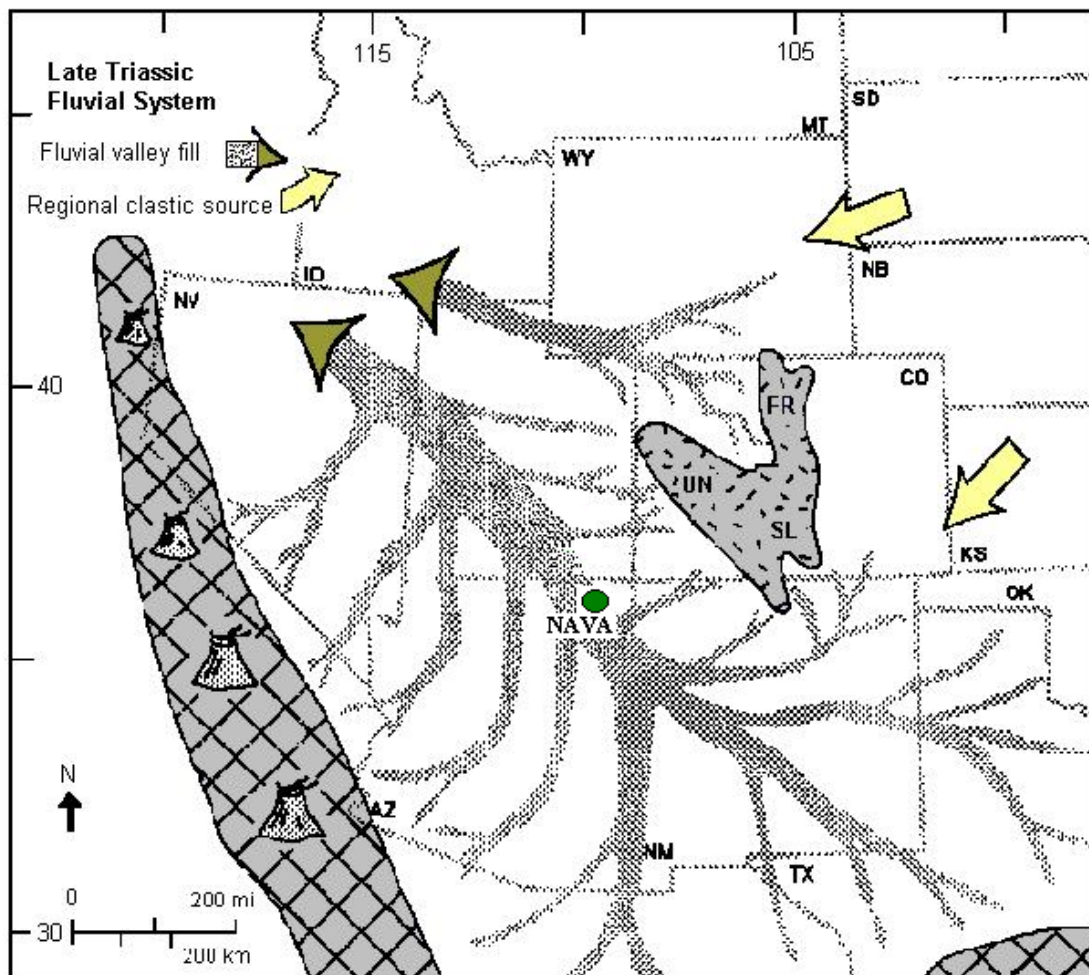 115
105
Late Triassic
Fluvial System
Fluvial valley fill
Regional clastic source
SD
MT
WY
ID
NV
NB
40
CO
FR
UN
SL
KS
OK
NAVA
N
AZ
NM
TX
0
200 mi
200 km
30